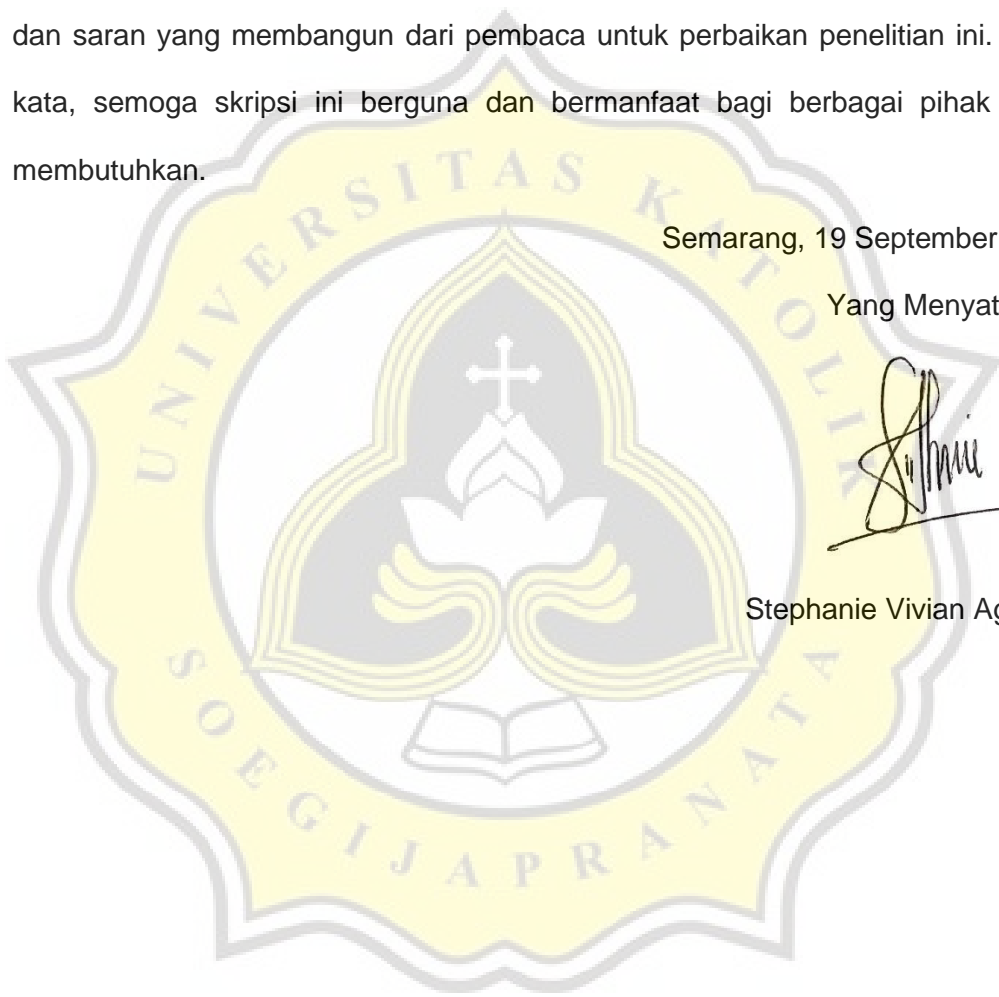 dan saran yang membangun dari pembaca untuk perbaikan penelitian ini.
kata, semoga skripsi ini berguna dan bermanfaat bagi berbagai pihak
membutuhkan.
UNIVERSITAS KATOLIK
Semarang, 19 September
Yang Menyat
Stephanie Vivian Ag
SOEGIJAPRANATA